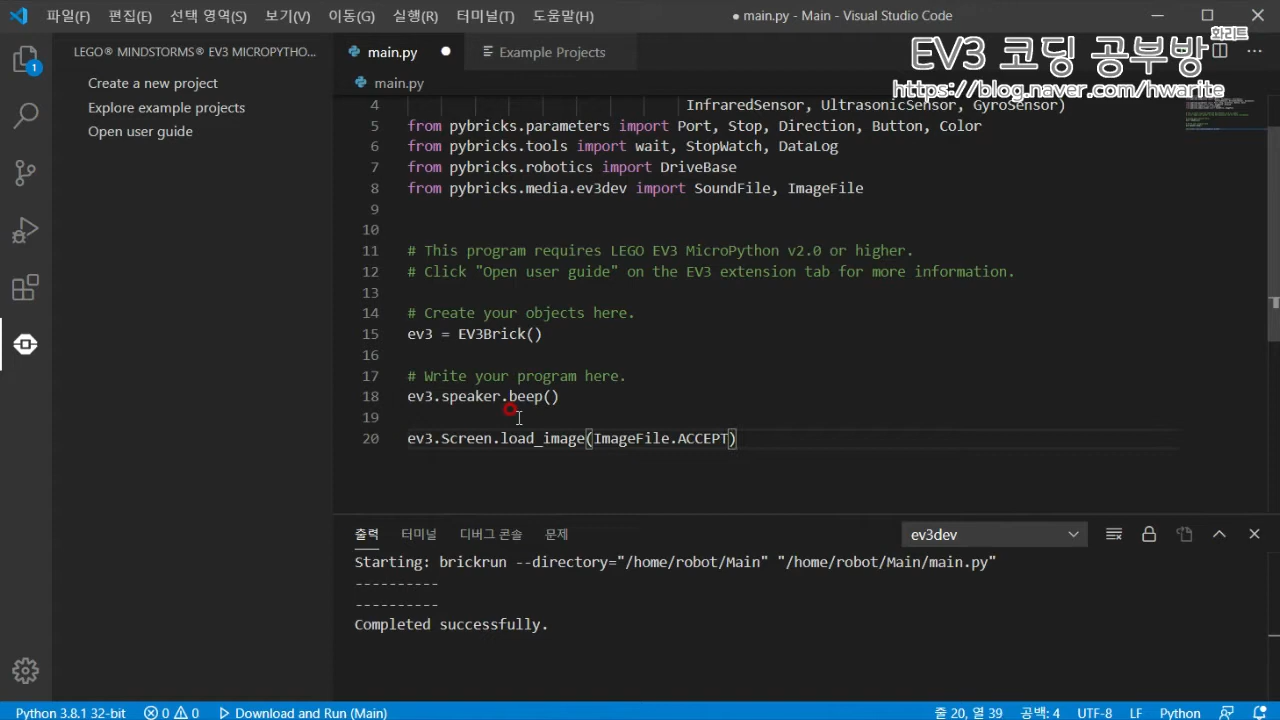 파일(F) 편집(E) 선택 영역(S) 보기(V) 이동(G) 실행(R) 터미널(T) 도움말(H)
● main.py - Main - Visual Studio Code
화리트
EV3 코딩 공부방
https://blog.naver.com/hwarite
LEGO® MINDSTORMS® EV3 MICROPYTHO...
Create a new project
Explore example projects
Open user guide
1
main.py
Example Projects
main.py
4 InfraredSensor, UltrasonicSensor, GyroSensor)
5 from pybricks.parameters import Port, Stop, Direction, Button, Color
6 from pybricks.tools import wait, StopWatch, DataLog
7 from pybricks.robotics import DriveBase
8 from pybricks.media.ev3dev import SoundFile, ImageFile
9
10
11 # This program requires LEGO EV3 MicroPython v2.0 or higher.
12 # Click "Open user guide" on the EV3 extension tab for more information.
13
14 # Create your objects here.
15 ev3 = EV3Brick()
16
17 # Write your program here.
18 ev3.speaker.beep()
19
20 ev3.Screen.load_image(ImageFile.ACCEPT)
출력 터미널 디버그 콘솔 문제
ev3dev
Starting: brickrun --directory="/home/robot/Main" "/home/robot/Main/main.py"
----------
----------
Completed successfully.
Python 3.8.1 32-bit 0 0 Download and Run (Main) 줄 20, 열 39 공백: 4 UTF-8 LF Python